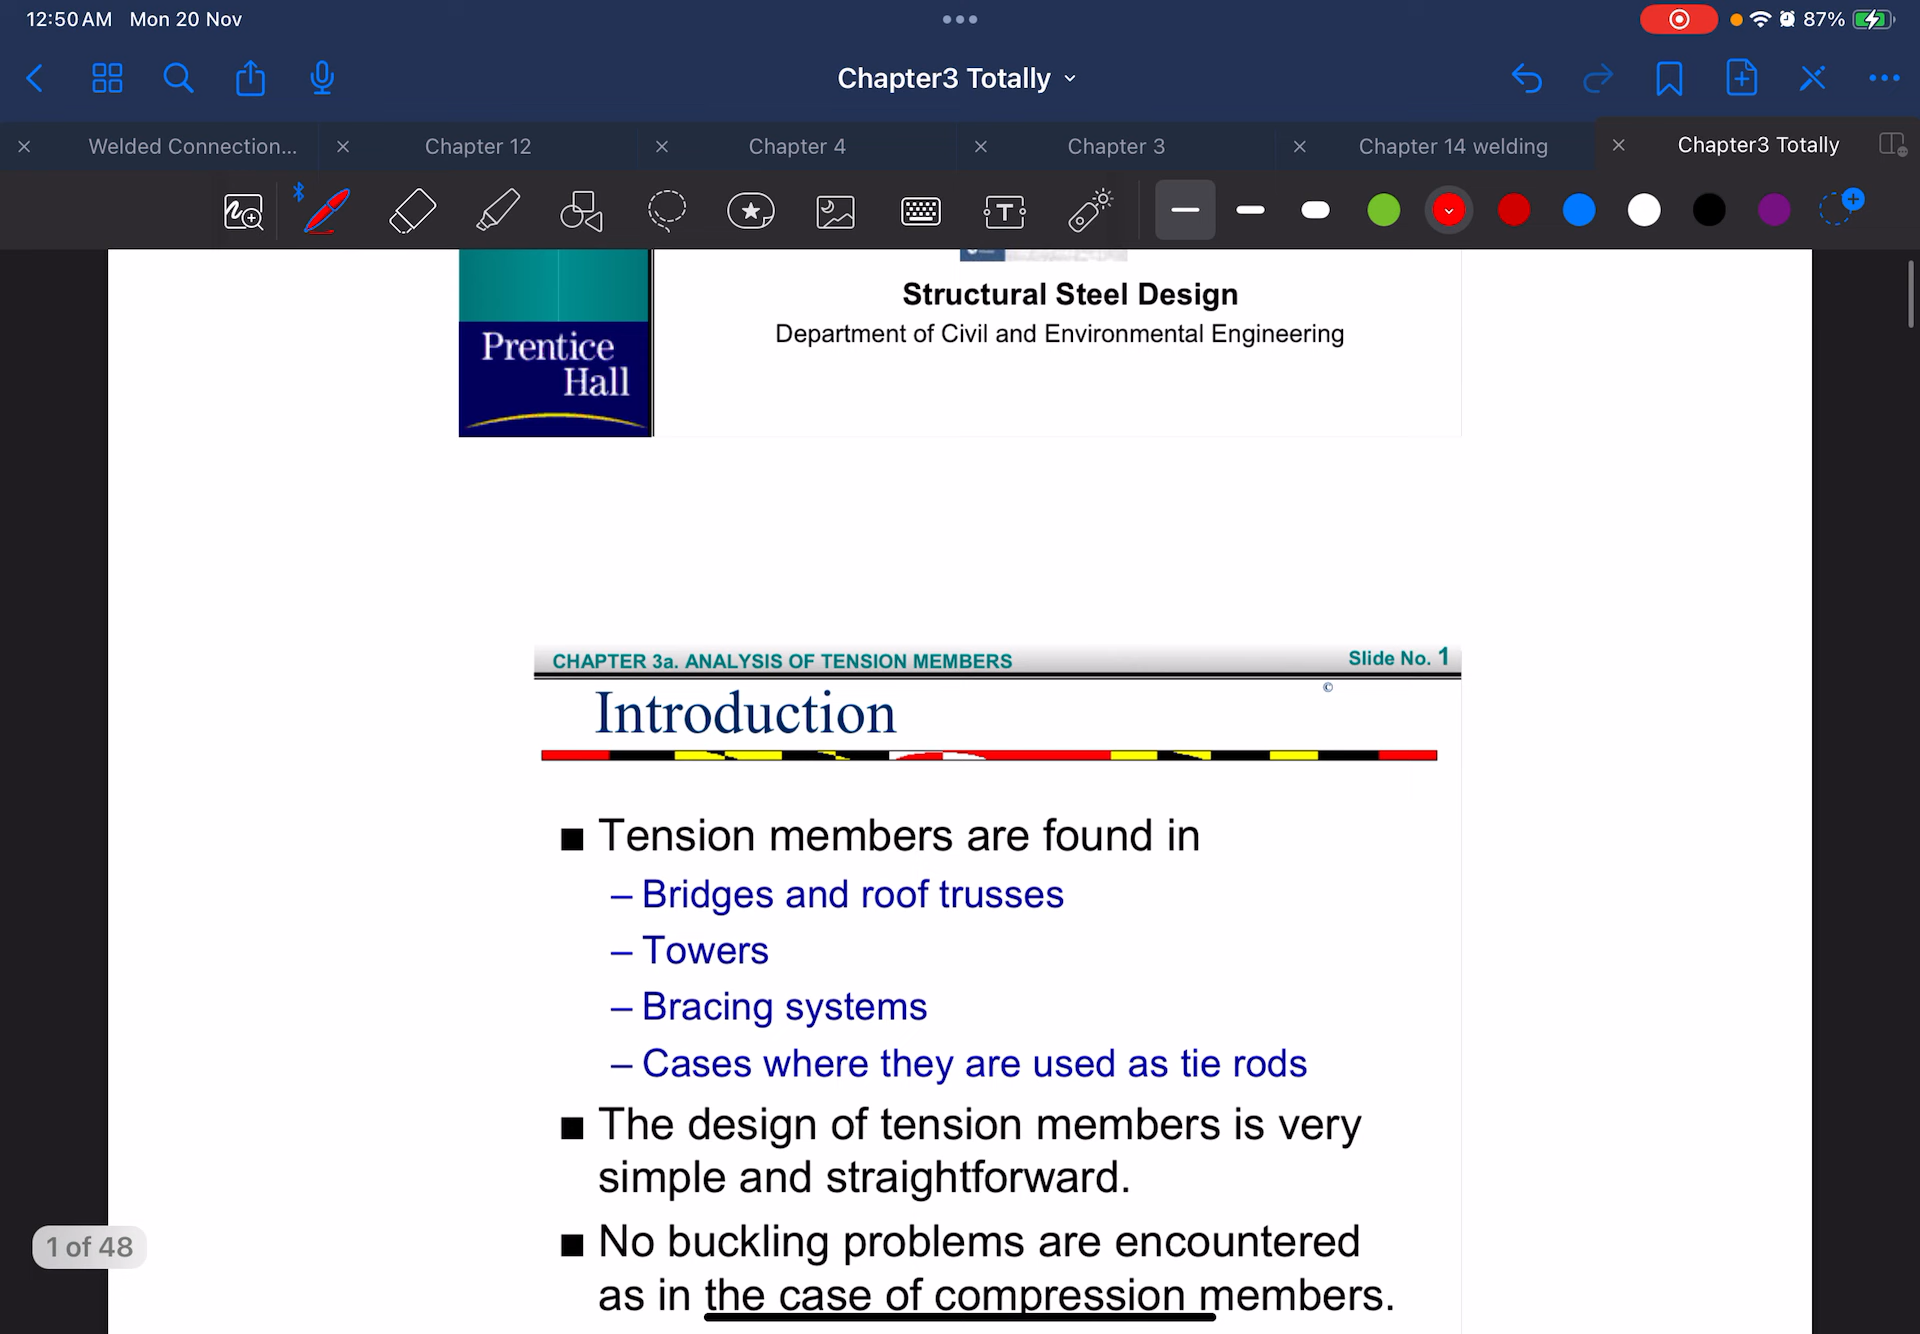 12:50 AM Mon 20 Nov
87%
Chapter3 Totally
Welded Connection...
Chapter 12
Chapter 4
Chapter 3
Chapter 14 welding
Chapter3 Totally
T
Structural Steel Design
Department of Civil and Environmental Engineering
Prentice
Hall
CHAPTER 3a. ANALYSIS OF TENSION MEMBERS
Slide No. 1
©
Introduction
■ Tension members are found in
– Bridges and roof trusses
– Towers
– Bracing systems
– Cases where they are used as tie rods
■ The design of tension members is very
simple and straightforward.
■ No buckling problems are encountered
as in the case of compression members.
1 of 48